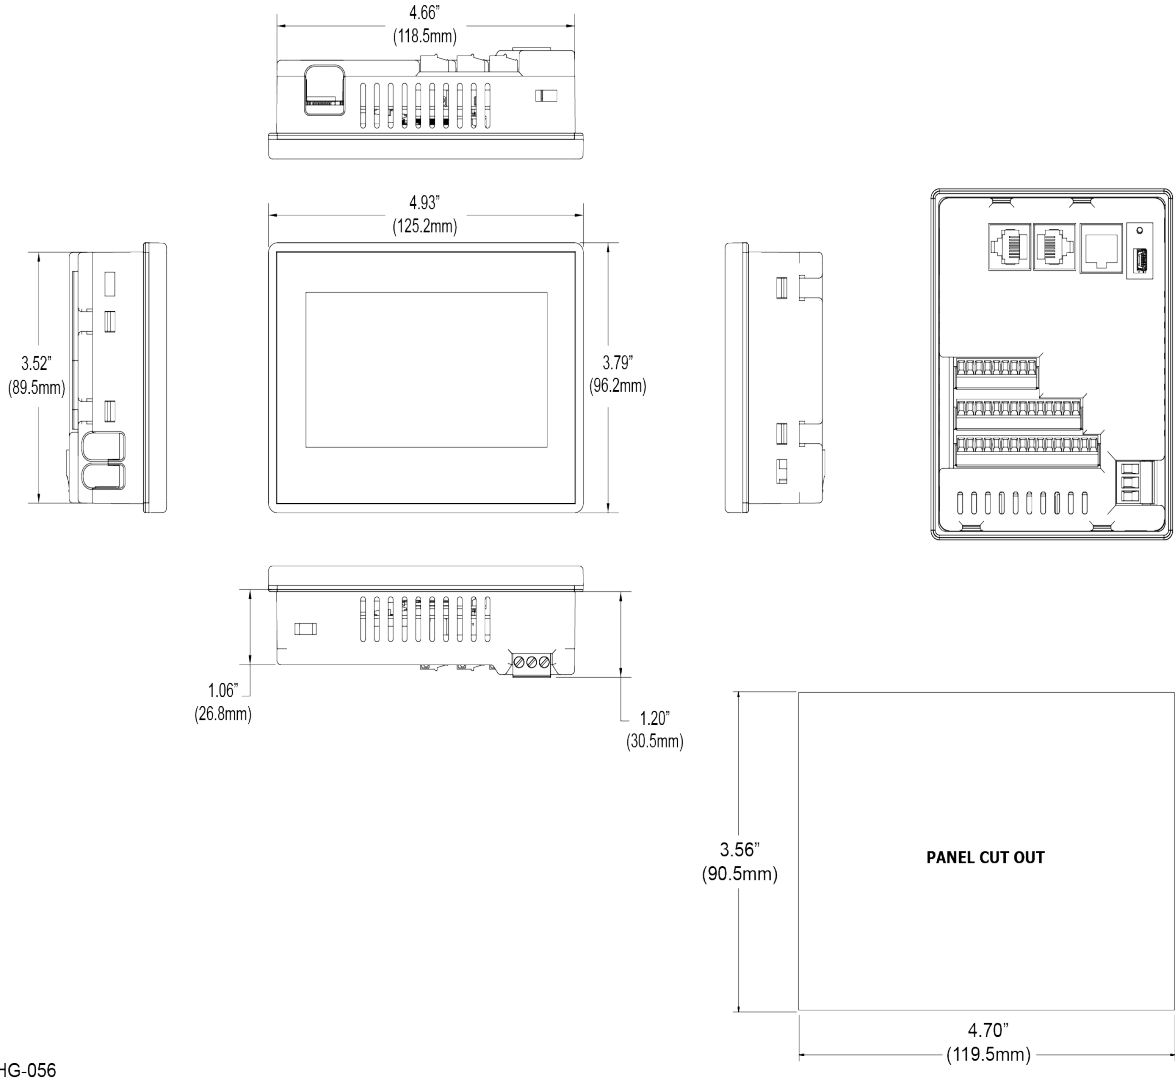 4.66”
(118.5mm)
4.93”
(125.2mm)
3.52”
(89.5mm)
3.79”
(96.2mm)
1.06”
(26.8mm)
1.20”
(30.5mm)
3.56”
(90.5mm)
PANEL CUT OUT
4.70”
(119.5mm)
HG-056